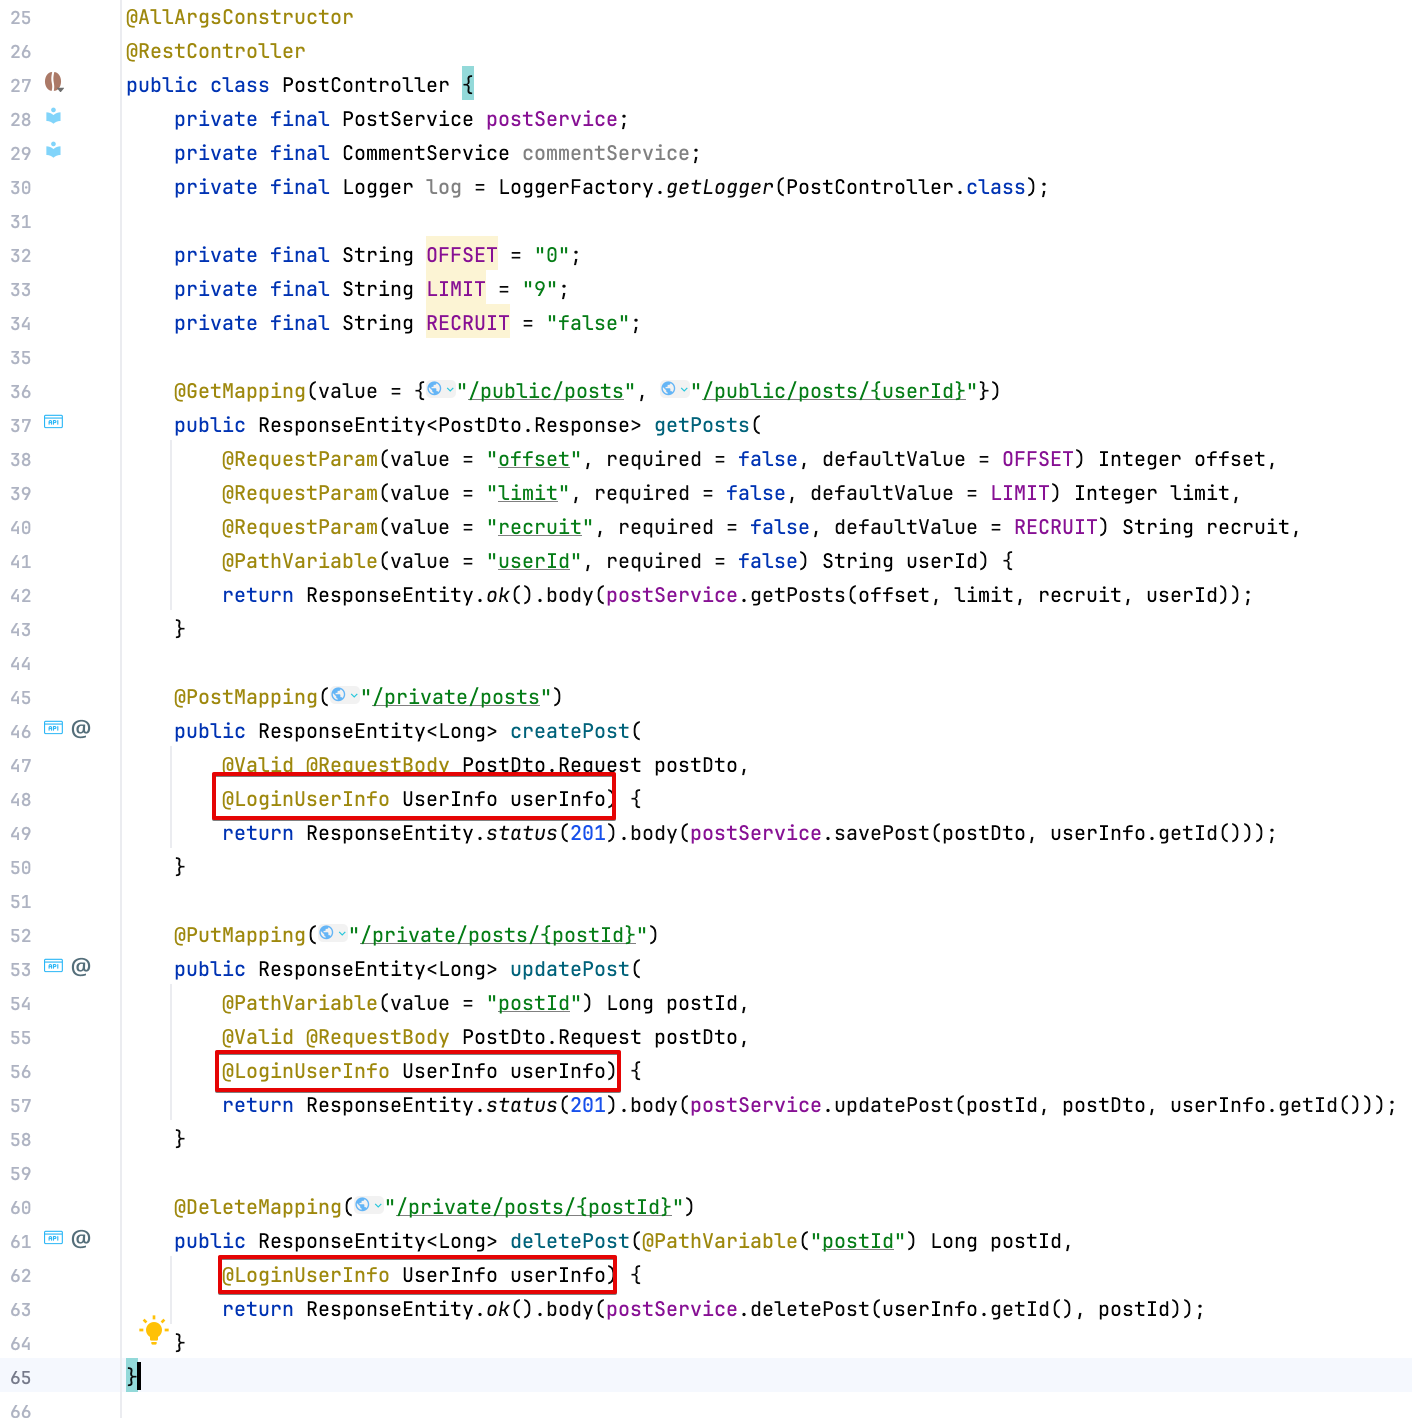 25 @AllArgsConstructor
26 @RestController
27 public class PostController {
28 private final PostService postService;
29 private final CommentService commentService;
30 private final Logger log = LoggerFactory.getLogger(PostController.class);
31
32 private final String OFFSET = "0";
33 private final String LIMIT = "9";
34 private final String RECRUIT = "false";
35
36 @GetMapping(value = {"/public/posts", "/public/posts/{userId}"})
37 public ResponseEntity<PostDto.Response> getPosts(
38 @RequestParam(value = "offset", required = false, defaultValue = OFFSET) Integer offset,
39 @RequestParam(value = "limit", required = false, defaultValue = LIMIT) Integer limit,
40 @RequestParam(value = "recruit", required = false, defaultValue = RECRUIT) String recruit,
41 @PathVariable(value = "userId", required = false) String userId) {
42 return ResponseEntity.ok().body(postService.getPosts(offset, limit, recruit, userId));
43 }
44
45 @PostMapping("/private/posts")
46 @ public ResponseEntity<Long> createPost(
47 @Valid @RequestBody PostDto.Request postDto,
48 @LoginUserInfo UserInfo userInfo) {
49 return ResponseEntity.status(201).body(postService.savePost(postDto, userInfo.getId()));
50 }
51
52 @PutMapping("/private/posts/{postId}")
53 @ public ResponseEntity<Long> updatePost(
54 @PathVariable(value = "postId") Long postId,
55 @Valid @RequestBody PostDto.Request postDto,
56 @LoginUserInfo UserInfo userInfo) {
57 return ResponseEntity.status(201).body(postService.updatePost(postId, postDto, userInfo.getId()));
58 }
59
60 @DeleteMapping("/private/posts/{postId}")
61 @ public ResponseEntity<Long> deletePost(@PathVariable("postId") Long postId,
62 @LoginUserInfo UserInfo userInfo) {
63 return ResponseEntity.ok().body(postService.deletePost(userInfo.getId(), postId));
64 }
65 }
66